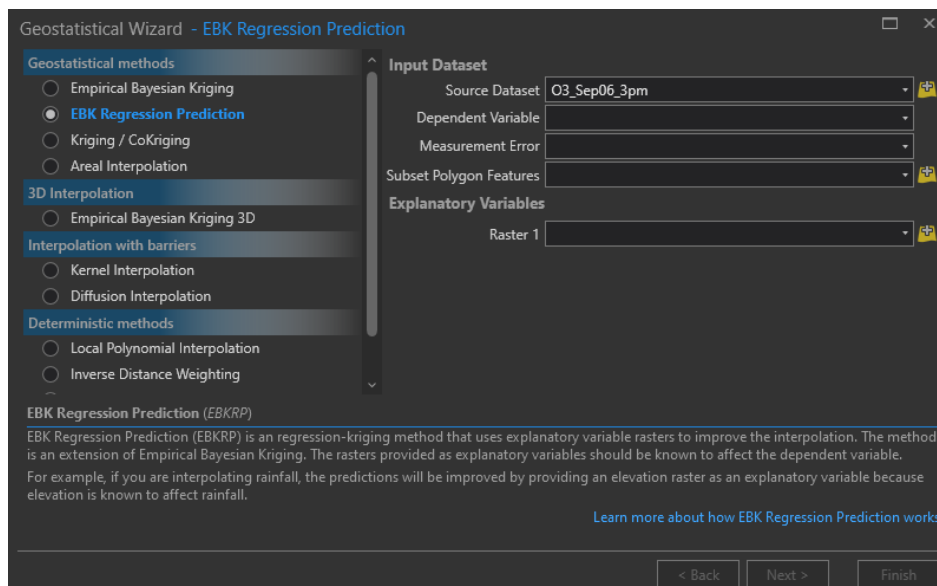 Geostatistical Wizard - EBK Regression Prediction
Geostatistical methods
Empirical Bayesian Kriging
EBK Regression Prediction
Kriging / CoKriging
Areal Interpolation
3D Interpolation
Empirical Bayesian Kriging 3D
Interpolation with barriers
Kernel Interpolation
Diffusion Interpolation
Deterministic methods
Local Polynomial Interpolation
Inverse Distance Weighting
Input Dataset
Source Dataset O3_Sep06_3pm
Dependent Variable
Measurement Error
Subset Polygon Features
Explanatory Variables
Raster 1
EBK Regression Prediction (EBKRP)
EBK Regression Prediction (EBKRP) is an regression-kriging method that uses explanatory variable rasters to improve the interpolation. The method
is an extension of Empirical Bayesian Kriging. The rasters provided as explanatory variables should be known to affect the dependent variable.
For example, if you are interpolating rainfall, the predictions will be improved by providing an elevation raster as an explanatory variable because
elevation is known to affect rainfall.
Learn more about how EBK Regression Prediction works
< Back Next > Finish